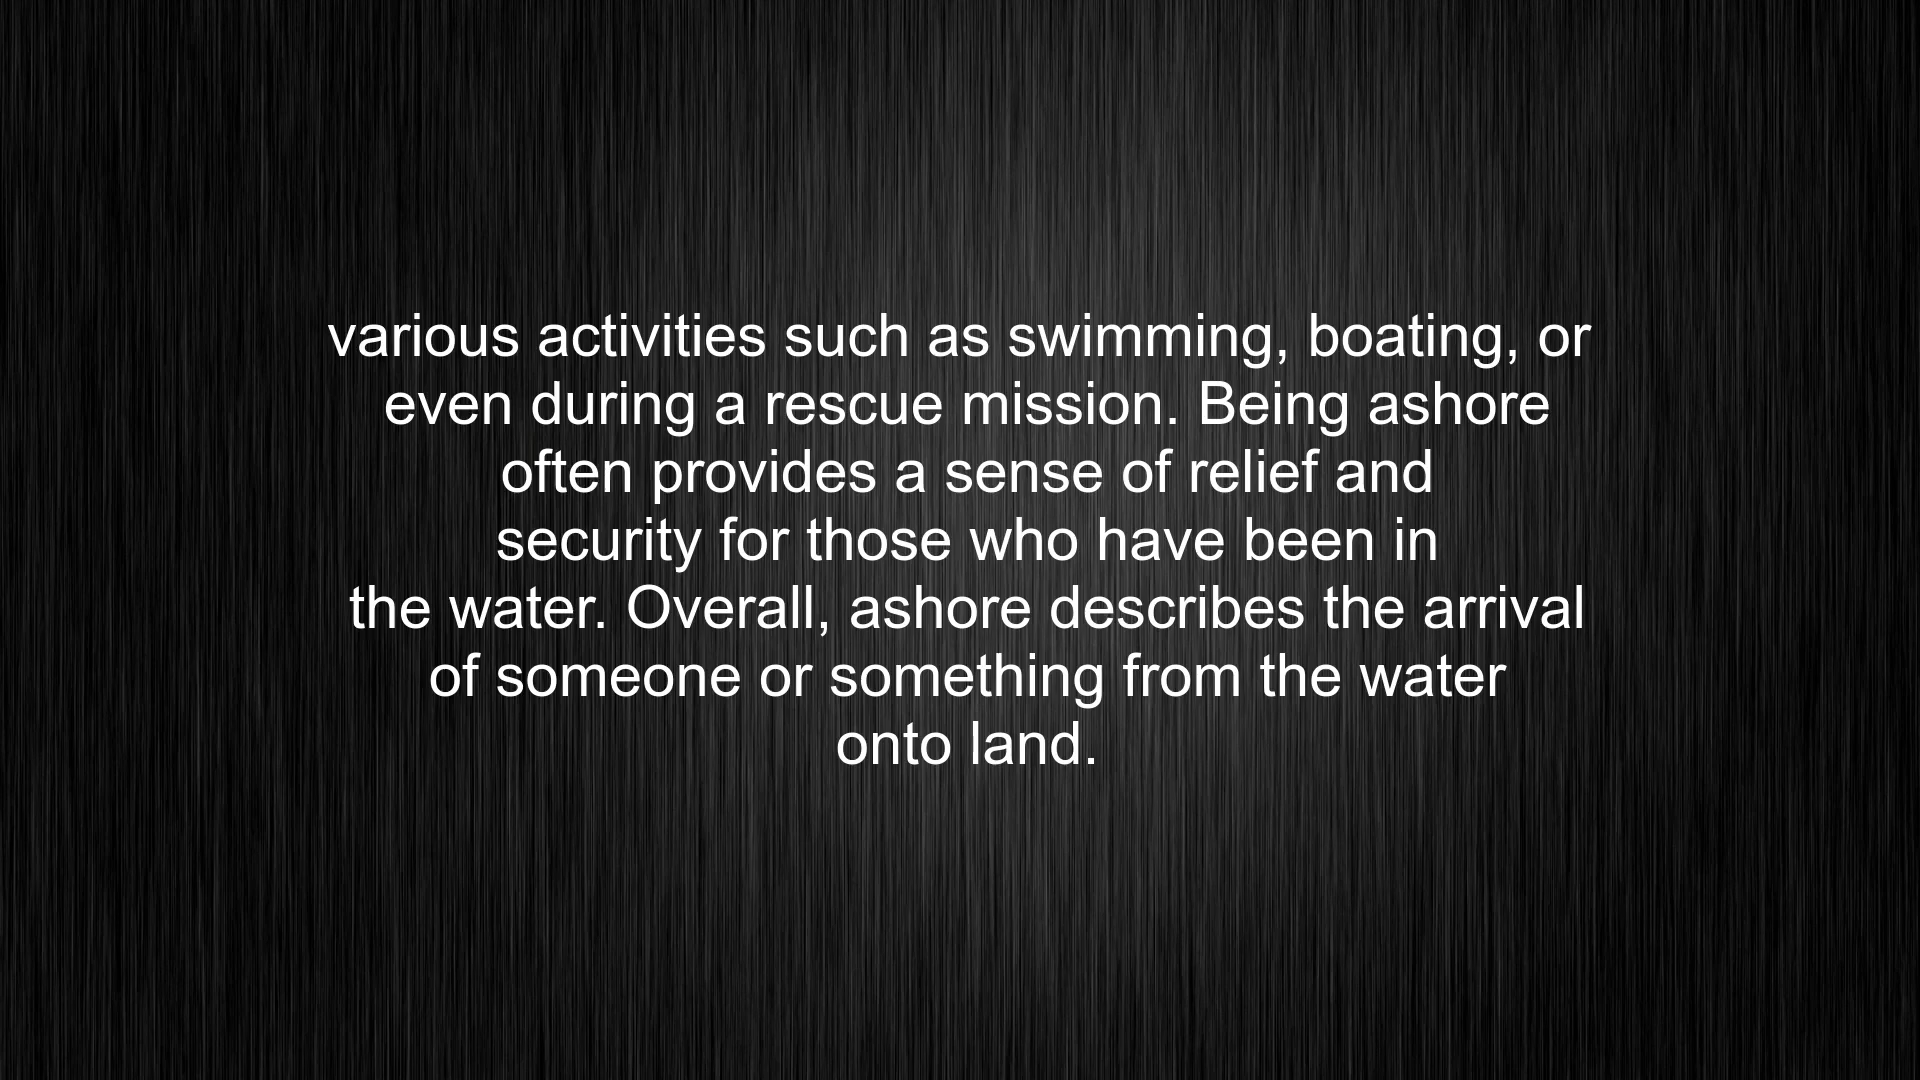 various activities such as swimming, boating, or
even during a rescue mission. Being ashore
often provides a sense of relief and
security for those who have been in
the water. Overall, ashore describes the arrival
of someone or something from the water
onto land.